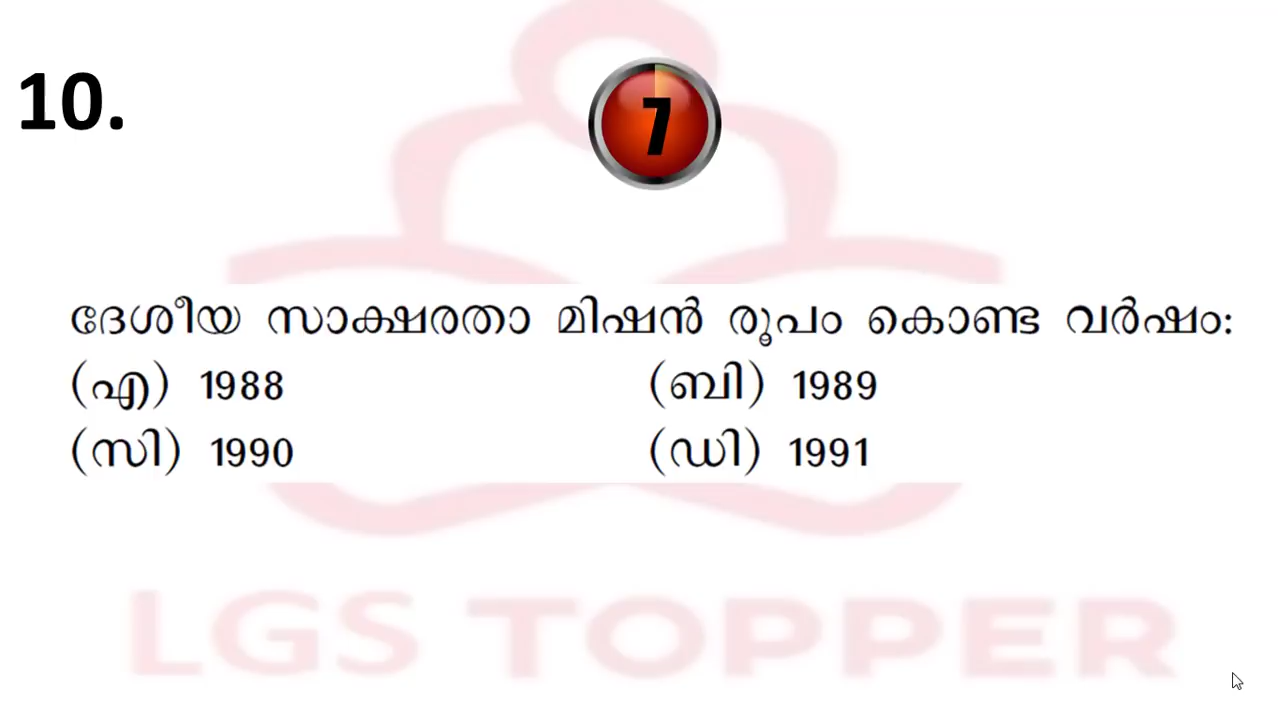 10.
7
ദേശീയ സാക്ഷരതാ മിഷൻ രൂപം കൊണ്ട വർഷം:
(എ) 1988 (ബി) 1989
(സി) 1990 (ഡി) 1991
LGS TOPPER